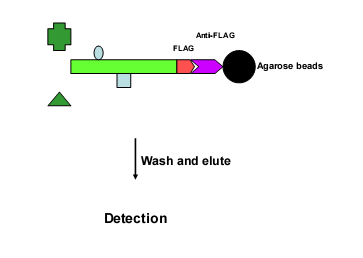 Anti-FLAG
FLAG
Agarose beads
Wash and elute
Detection